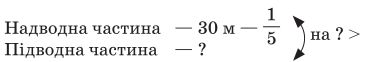 Надводна частина — 30 м — 1/5
Підводна частина — ? на ? >